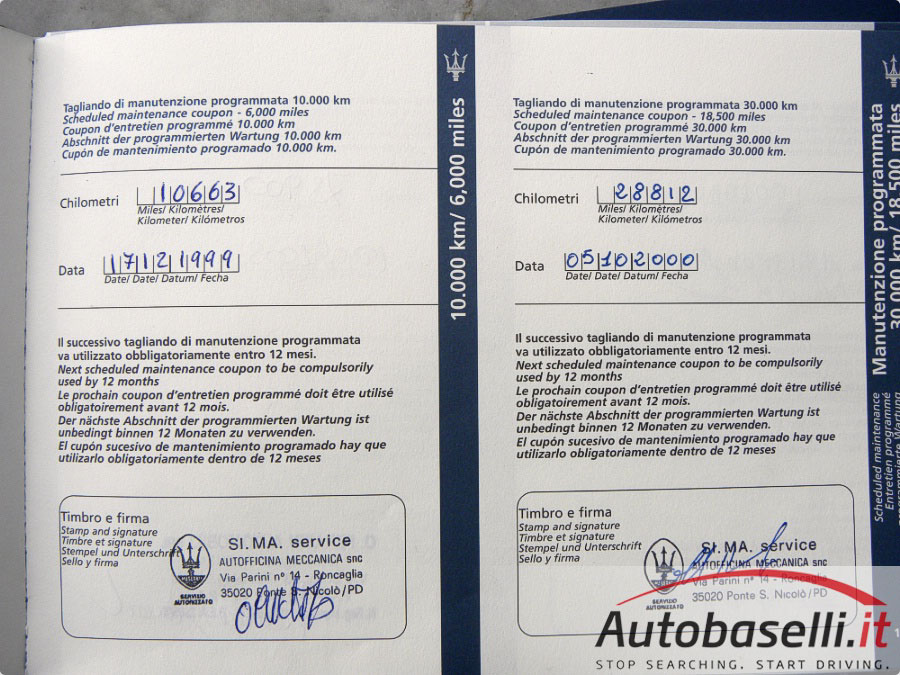 Tagliando di manutenzione programmata 10.000 km
Scheduled maintenance coupon - 6,000 miles
Coupon d'entretien programmé 10.000 km
Abschnitt der programmierten Wartung 10.000 km
Cupón de mantenimiento programado 10.000 km.
Chilometri 10663
Miles/ Kilomètres/
Kilometer/ Kilómetros
Data 17121999
Date/ Date/ Datum/ Fecha
Il successivo tagliando di manutenzione programmata
va utilizzato obbligatoriamente entro 12 mesi.
Next scheduled maintenance coupon to be compulsorily
used by 12 months
Le prochain coupon d'entretien programmé doit être utilisé
obligatoirement avant 12 mois.
Der nächste Abschnitt der programmierten Wartung ist
unbedingt binnen 12 Monaten zu verwenden.
El cupón sucesivo de mantenimiento programado hay que
utilizarlo obligatoriamente dentro de 12 meses
Timbro e firma
Stamp and signature
Timbre et signature
Stempel und Unterschrift
Sello y firma
MASERATI
SERVIZIO
AUTORIZZATO
SI.MA. service
AUTOFFICINA MECCANICA snc
Via Parini n° 14 - Roncaglia
35020 Ponte S. Nicolò/PD
10.000 km/ 6,000 miles
Tagliando di manutenzione programmata 30.000 km
Scheduled maintenance coupon - 18,500 miles
Coupon d'entretien programmé 30.000 km
Abschnitt der programmierten Wartung 30.000 km
Cupón de mantenimiento programado 30.000 km.
Chilometri 28812
Miles/ Kilomètres/
Kilometer/ Kilómetros
Data 05102000
Date/ Date/ Datum/ Fecha
Il successivo tagliando di manutenzione programmata
va utilizzato obbligatoriamente entro 12 mesi.
Next scheduled maintenance coupon to be compulsorily
used by 12 months
Le prochain coupon d'entretien programmé doit être utilisé
obligatoirement avant 12 mois.
Der nächste Abschnitt der programmierten Wartung ist
unbedingt binnen 12 Monaten zu verwenden.
El cupón sucesivo de mantenimiento programado hay que
utilizarlo obligatoriamente dentro de 12 meses
Timbro e firma
Stamp and signature
Timbre et signature
Stempel und Unterschrift
Sello y firma
SERVIZIO
AUTORIZZATO
SI.MA. service
AUTOFFICINA MECCANICA snc
Via Parini n° 14 - Roncaglia
35020 Ponte S. Nicolò/PD
Manutenzione programmata
30.000 km/ 18,500 miles
Scheduled maintenance
Entretien programmé
Autobaselli.it
STOP SEARCHING. START DRIVING.